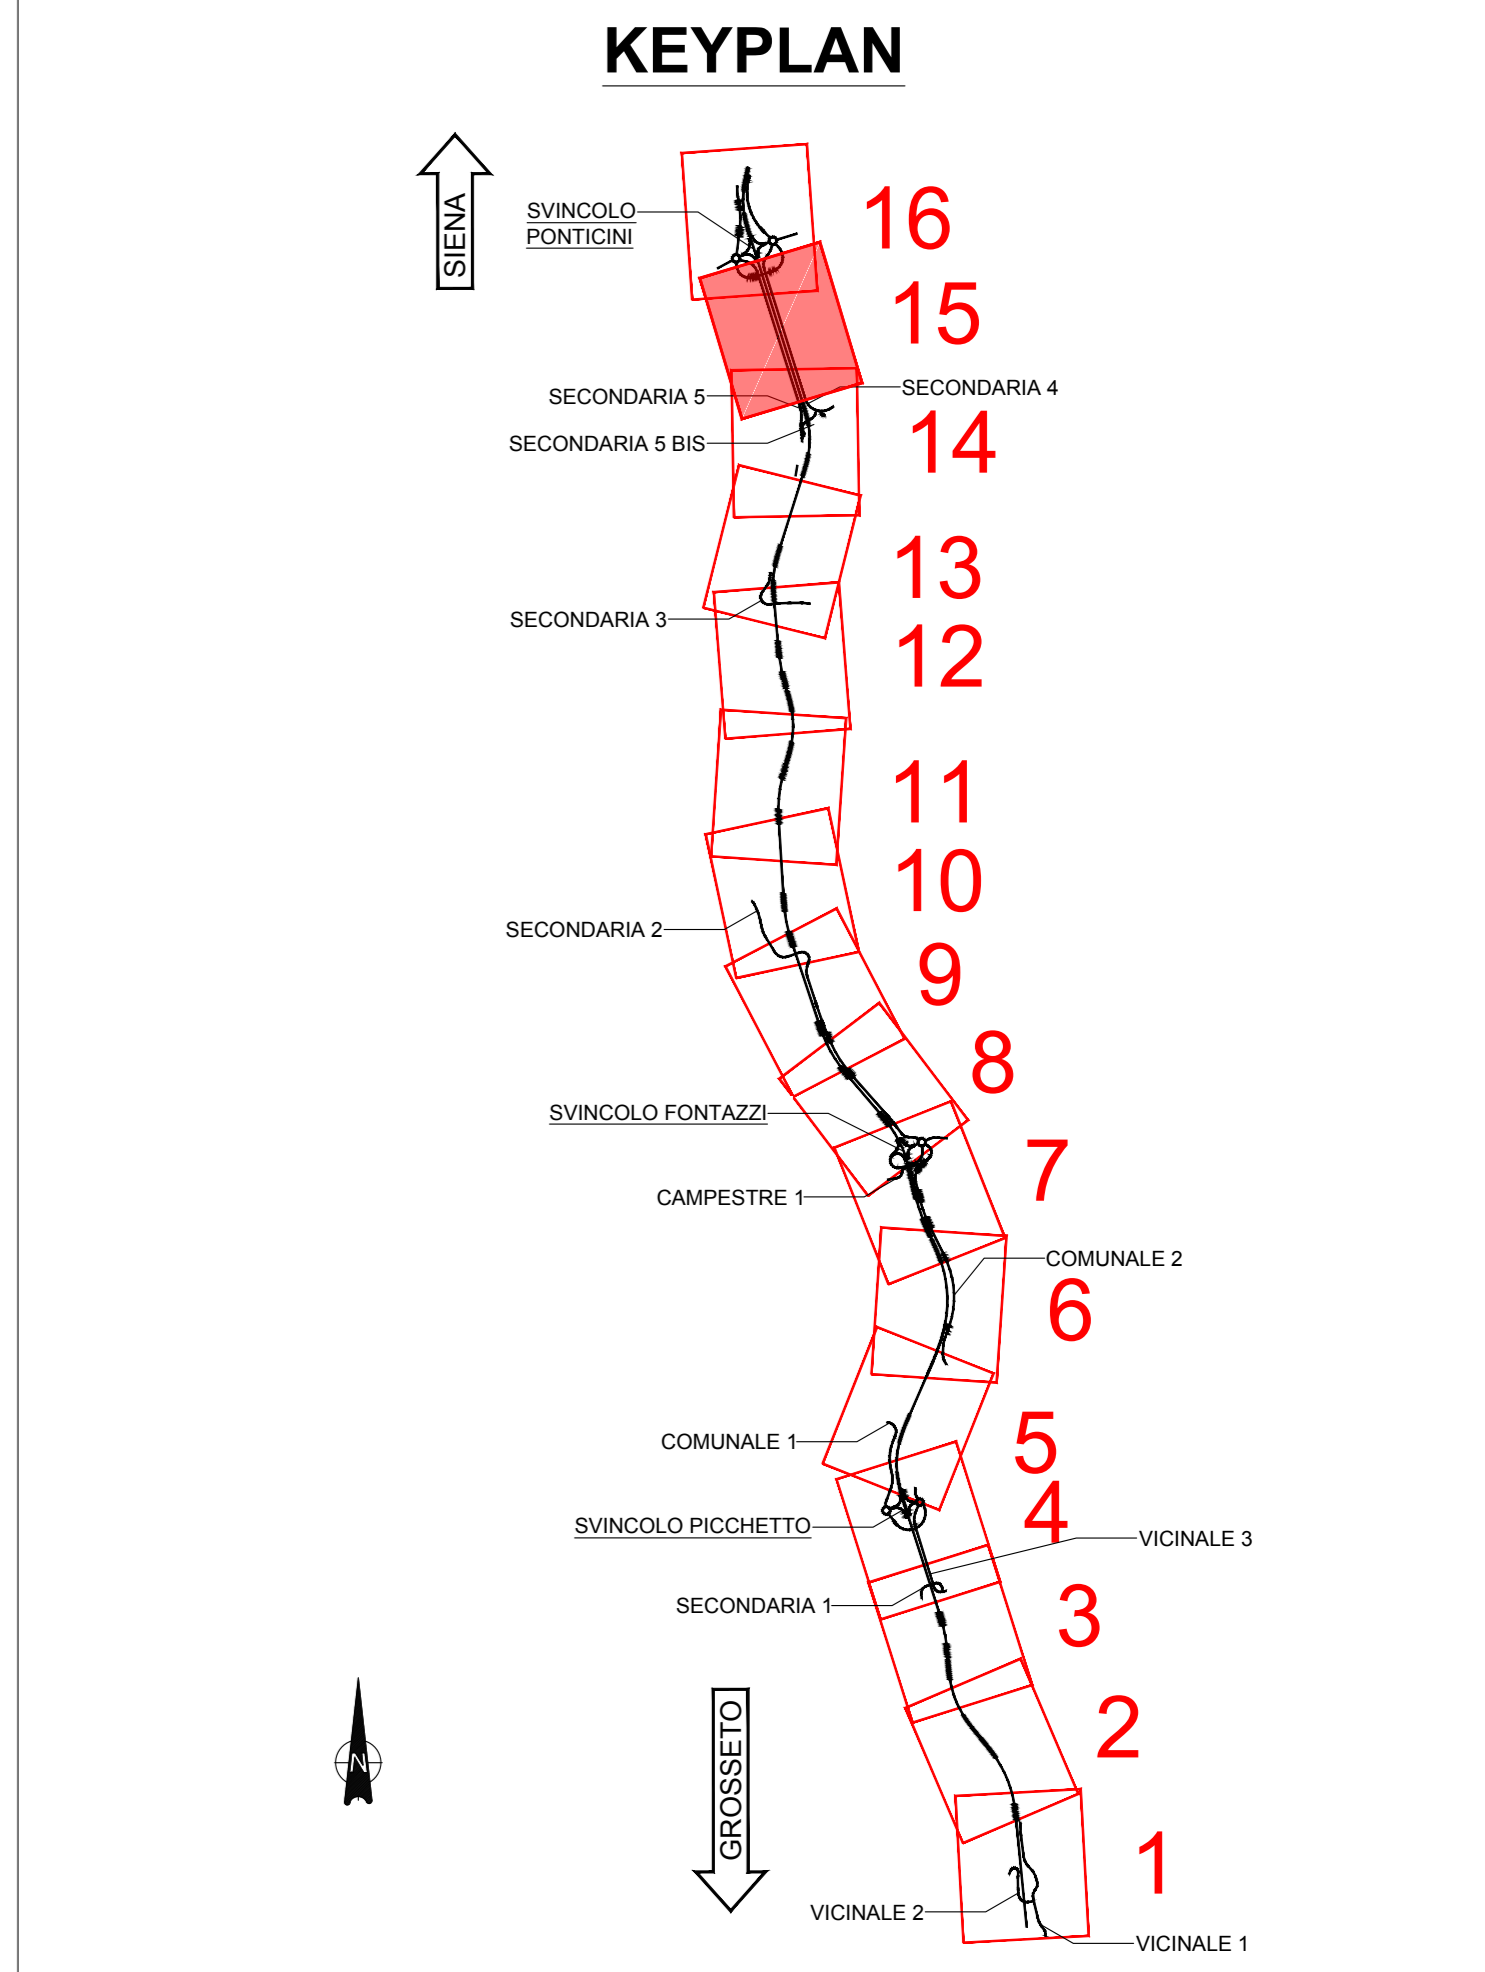 KEYPLAN
SIENA
SVINCOLO
PONTICINI
16
15
SECONDARIA 5
SECONDARIA 4
14
SECONDARIA 5 BIS
13
SECONDARIA 3
12
11
10
SECONDARIA 2
9
8
SVINCOLO FONTAZZI
7
CAMPESTRE 1
COMUNALE 2
6
COMUNALE 1
5
4
SVINCOLO PICCHETTO
VICINALE 3
SECONDARIA 1
3
GROSSETO
2
N
1
VICINALE 2
VICINALE 1